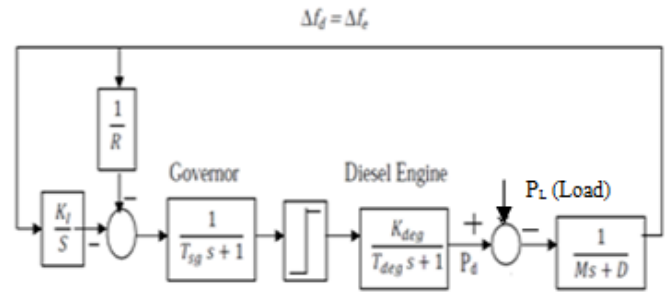 Δf_d = Δf_e
1/R
Governor
Diesel Engine
P_L (Load)
K_I/S
−
−
1/(T_sg s + 1)
K_deg/(T_deg s + 1)
+
P_d
−
1/(Ms + D)